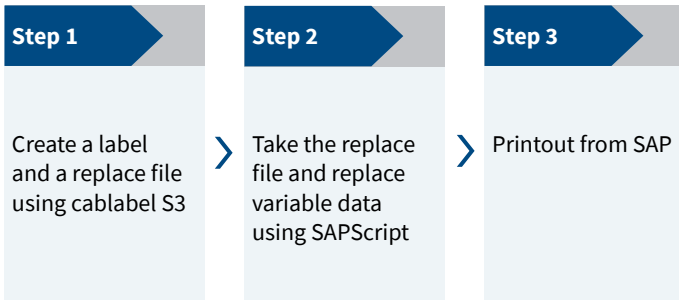 Step 1
Create a label
and a replace file
using cablabel S3
Step 2
Take the replace
file and replace
variable data
using SAPScript
Step 3
Printout from SAP